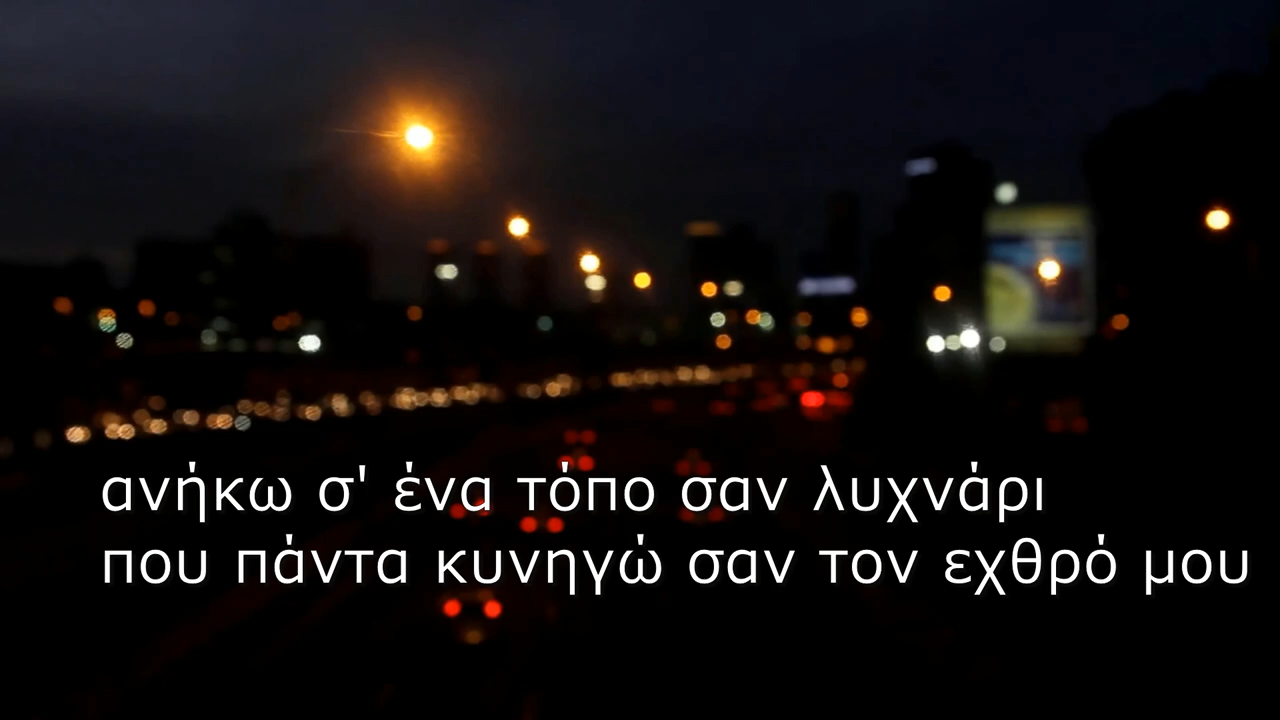 ανήκω σ' ένα τόπο σαν λυχνάρι
που πάντα κυνηγώ σαν τον εχθρό μου